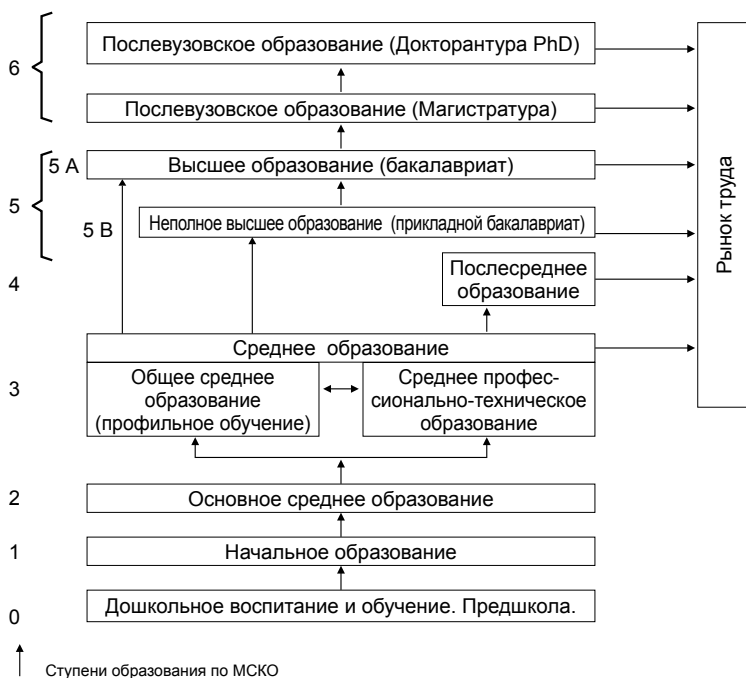 6
Послевузовское образование (Докторантура PhD)
Послевузовское образование (Магистратура)
5
5 А
Высшее образование (бакалавриат)
5 В
Неполное высшее образование (прикладной бакалавриат)
4
Послесреднее
образование
Рынок труда
3
Среднее образование
Общее среднее
образование
(профильное обучение)
Среднее профес-
сионально-техническое
образование
2
Основное среднее образование
1
Начальное образование
0
Дошкольное воспитание и обучение. Предшкола.
Ступени образования по МСКО